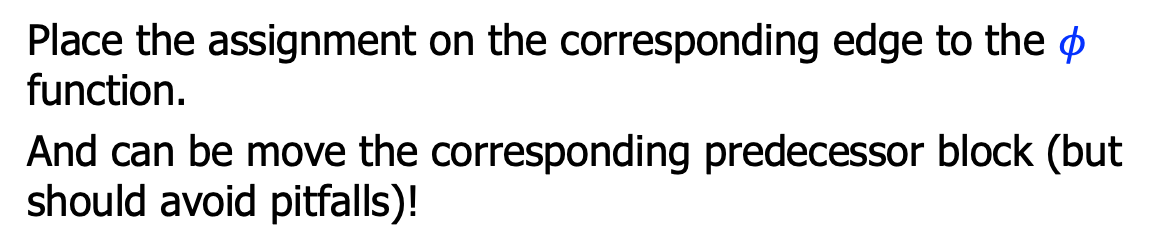 Place the assignment on the corresponding edge to the ϕ
function.
And can be move the corresponding predecessor block (but
should avoid pitfalls)!